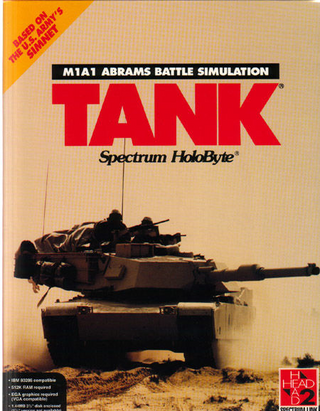 BASED ON
THE U.S. ARMY'S
SIMNET
M1A1 ABRAMS BATTLE SIMULATION
TANK®
Spectrum HoloByte®
• IBM compatible
• 512K RAM required
• EGA graphics required
(VGA compatible)
HEAD
2
HEAD
SPECTRUM